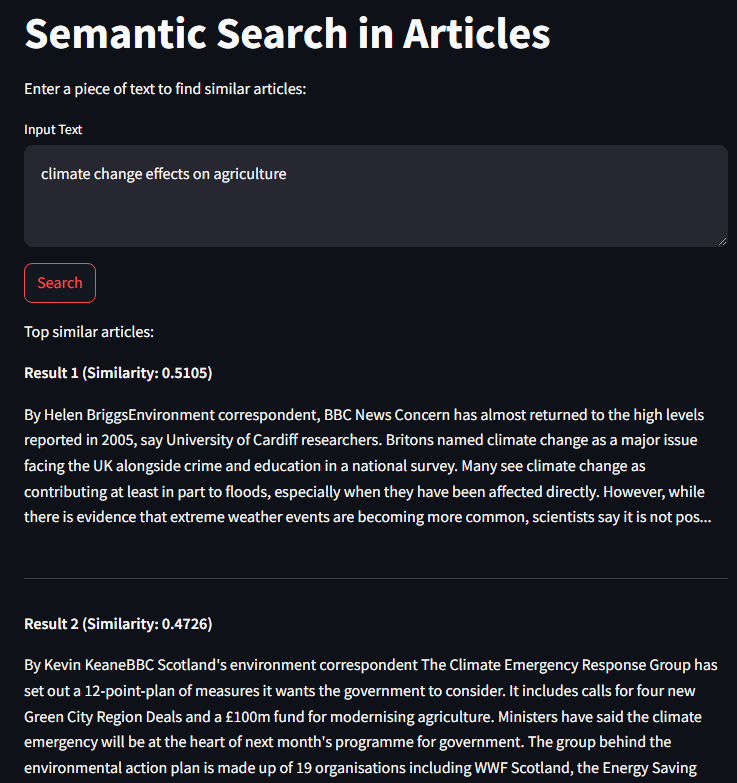 Semantic Search in Articles
Enter a piece of text to find similar articles:
Input Text
climate change effects on agriculture
Search
Top similar articles:
Result 1 (Similarity: 0.5105)
By Helen BriggsEnvironment correspondent, BBC News Concern has almost returned to the high levels
reported in 2005, say University of Cardiff researchers. Britons named climate change as a major issue
facing the UK alongside crime and education in a national survey. Many see climate change as
contributing at least in part to floods, especially when they have been affected directly. However, while
there is evidence that extreme weather events are becoming more common, scientists say it is not pos...
Result 2 (Similarity: 0.4726)
By Kevin KeaneBBC Scotland's environment correspondent The Climate Emergency Response Group has
set out a 12-point-plan of measures it wants the government to consider. It includes calls for four new
Green City Region Deals and a £100m fund for modernising agriculture. Ministers have said the climate
emergency will be at the heart of next month's programme for government. The group behind the
environmental action plan is made up of 19 organisations including WWF Scotland, the Energy Saving